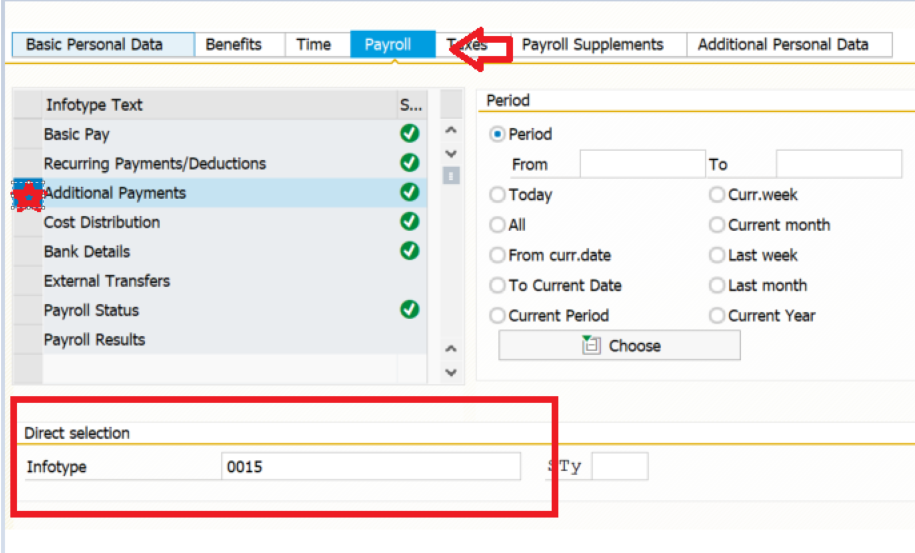 Basic Personal Data Benefits Time Payroll Taxes Payroll Supplements Additional Personal Data
Infotype Text S...
Basic Pay
Recurring Payments/Deductions
Additional Payments
Cost Distribution
Bank Details
External Transfers
Payroll Status
Payroll Results
Period
Period
From To
Today Curr.week
All Current month
From curr.date Last week
To Current Date Last month
Current Period Current Year
Choose
Direct selection
Infotype 0015 STy